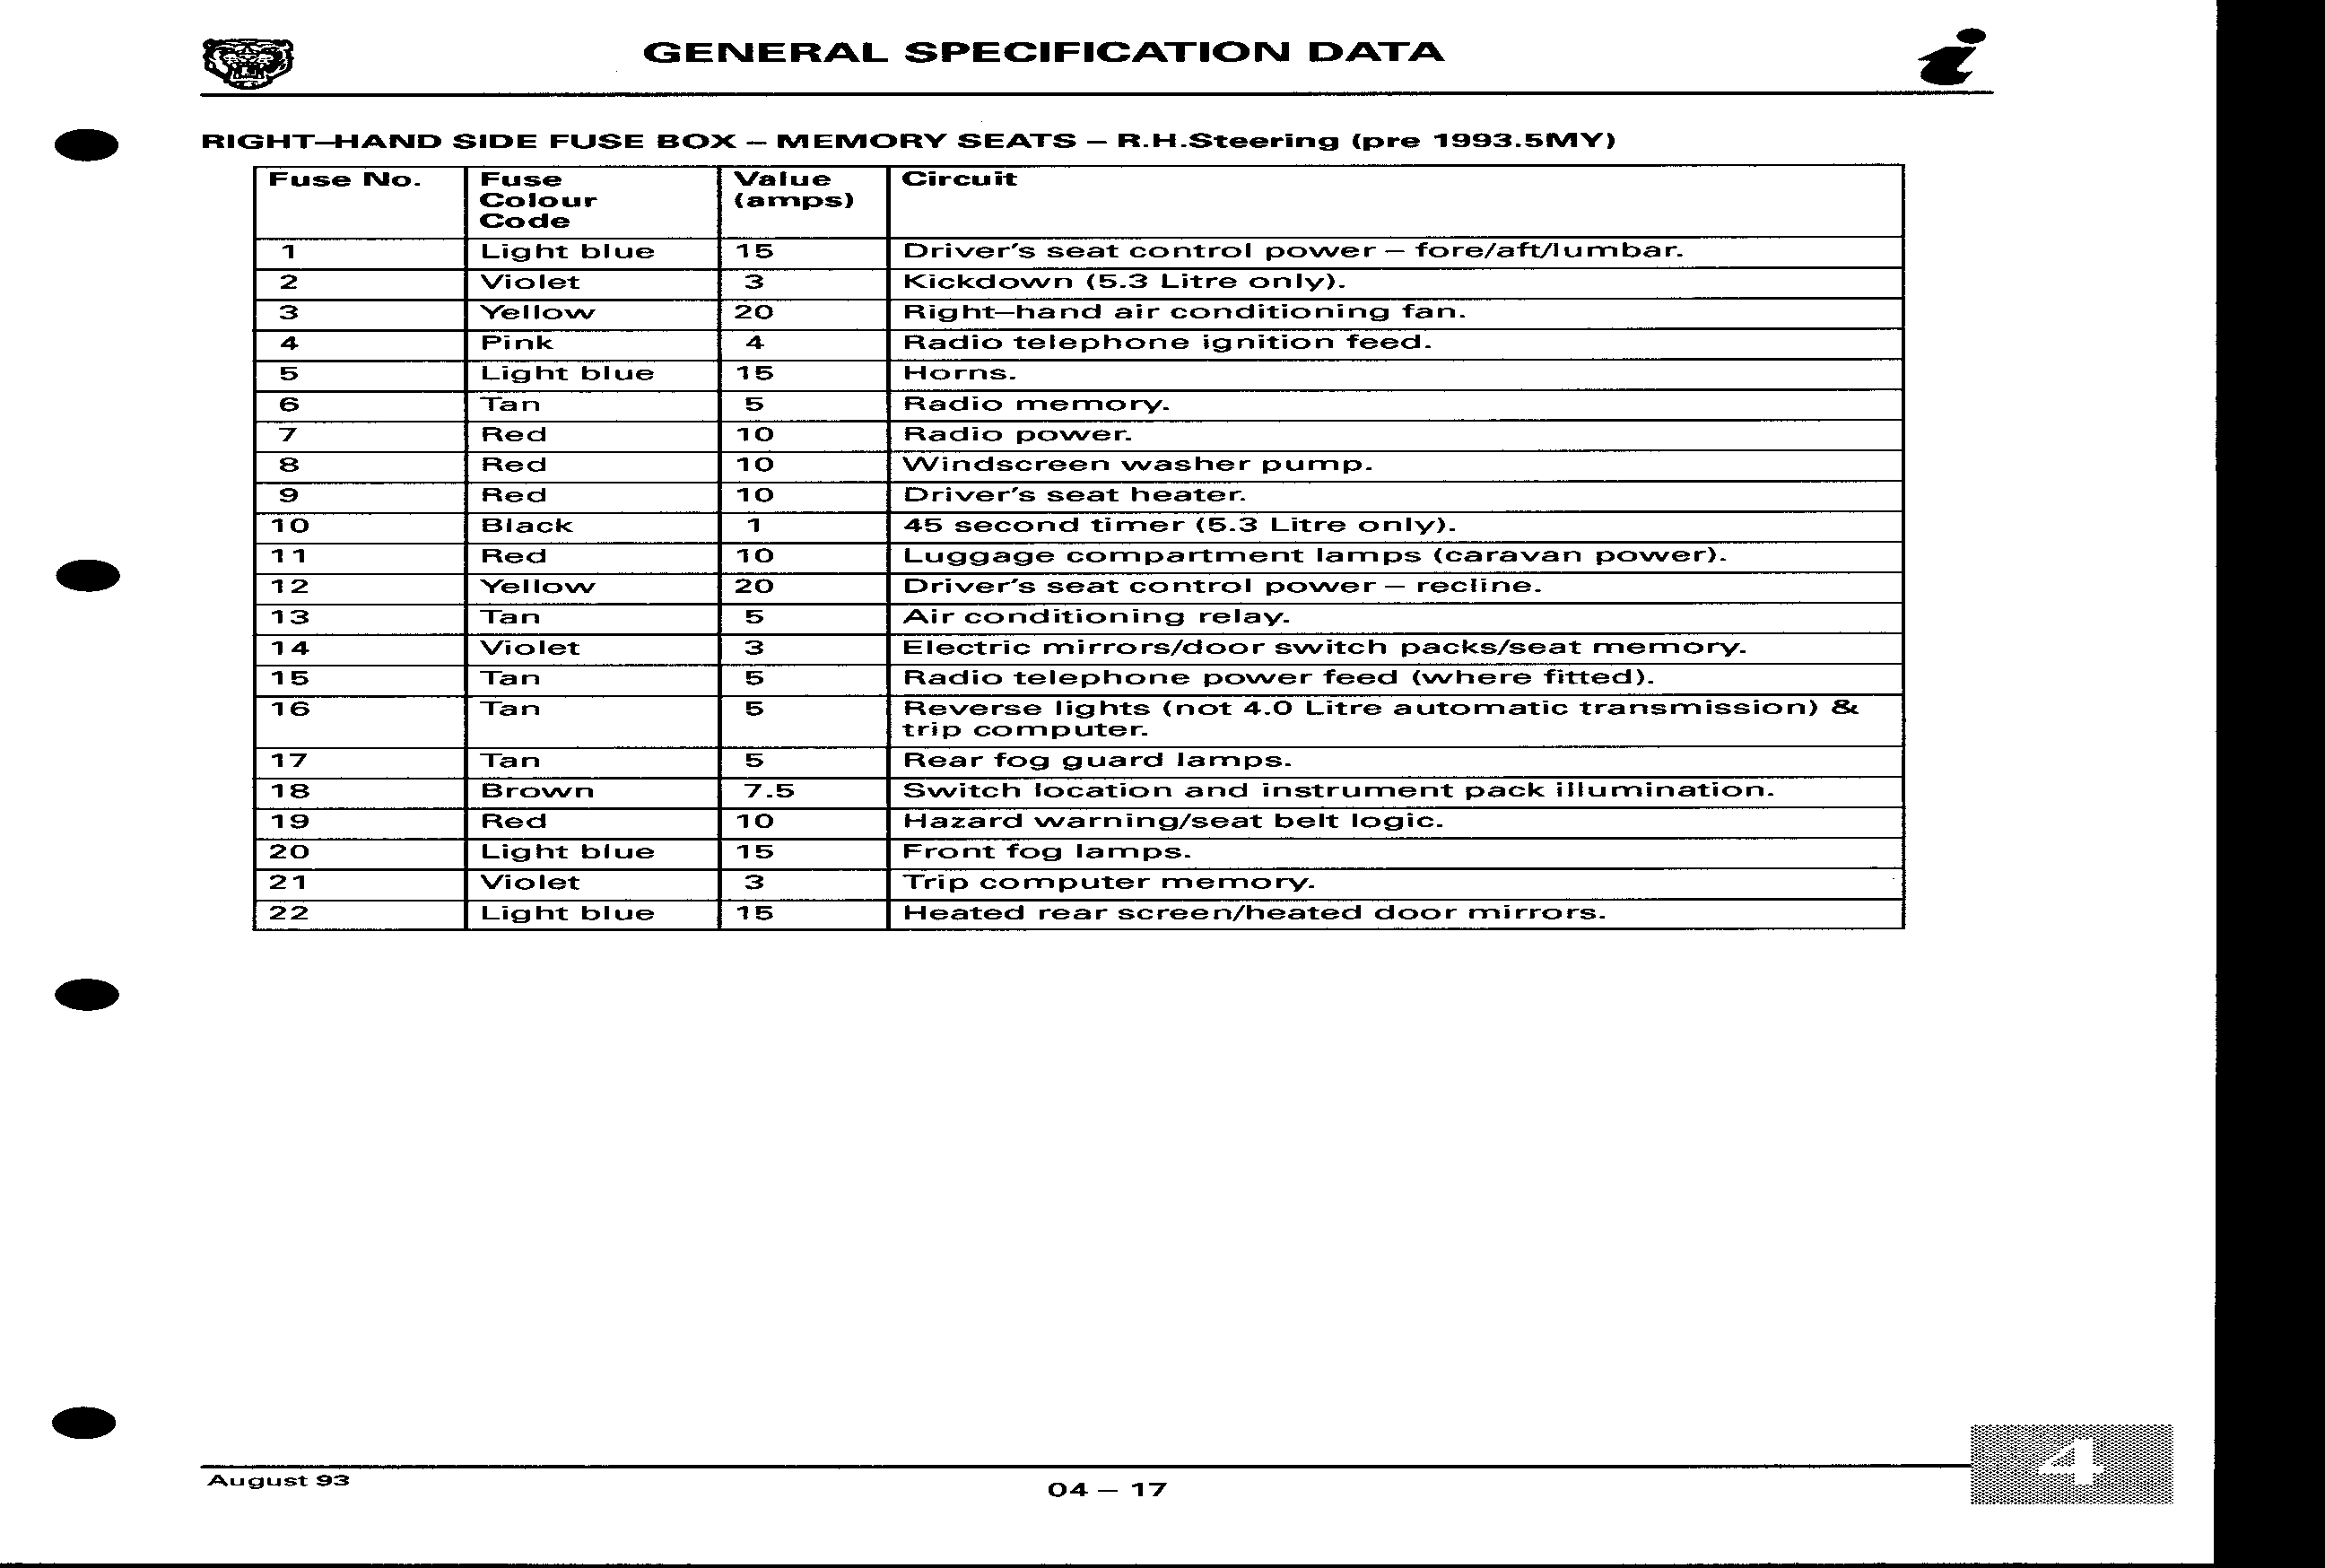 GENERAL SPECIFICATION DATA
i
RIGHT–HAND SIDE FUSE BOX – MEMORY SEATS – R.H.Steering (pre 1993.5MY)
Fuse No. Fuse Colour Code Value (amps) Circuit
1 Light blue 15 Driver's seat control power – fore/aft/lumbar.
2 Violet 3 Kickdown (5.3 Litre only).
3 Yellow 20 Right–hand air conditioning fan.
4 Pink 4 Radio telephone ignition feed.
5 Light blue 15 Horns.
6 Tan 5 Radio memory.
7 Red 10 Radio power.
8 Red 10 Windscreen washer pump.
9 Red 10 Driver's seat heater.
10 Black 1 45 second timer (5.3 Litre only).
11 Red 10 Luggage compartment lamps (caravan power).
12 Yellow 20 Driver's seat control power – recline.
13 Tan 5 Air conditioning relay.
14 Violet 3 Electric mirrors/door switch packs/seat memory.
15 Tan 5 Radio telephone power feed (where fitted).
16 Tan 5 Reverse lights (not 4.0 Litre automatic transmission) &
trip computer.
17 Tan 5 Rear fog guard lamps.
18 Brown 7.5 Switch location and instrument pack illumination.
19 Red 10 Hazard warning/seat belt logic.
20 Light blue 15 Front fog lamps.
21 Violet 3 Trip computer memory.
22 Light blue 15 Heated rear screen/heated door mirrors.
4
August 93
04 – 17